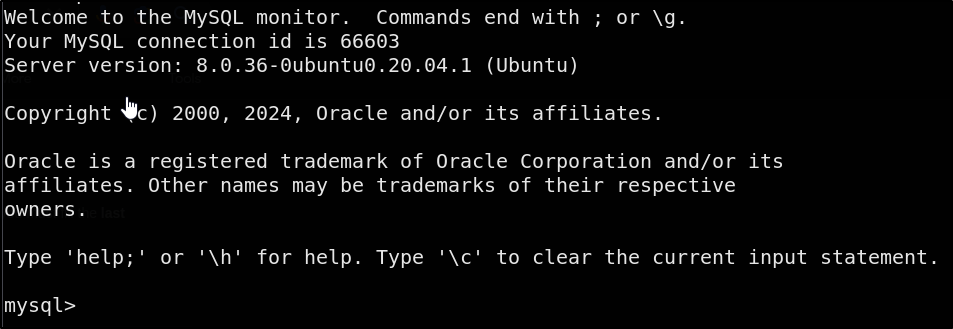 Welcome to the MySQL monitor.  Commands end with ; or \g.
Your MySQL connection id is 66603
Server version: 8.0.36-0ubuntu0.20.04.1 (Ubuntu)
Copyright (c) 2000, 2024, Oracle and/or its affiliates.
Oracle is a registered trademark of Oracle Corporation and/or its
affiliates. Other names may be trademarks of their respective
owners.
Type 'help;' or '\h' for help. Type '\c' to clear the current input statement.
mysql>